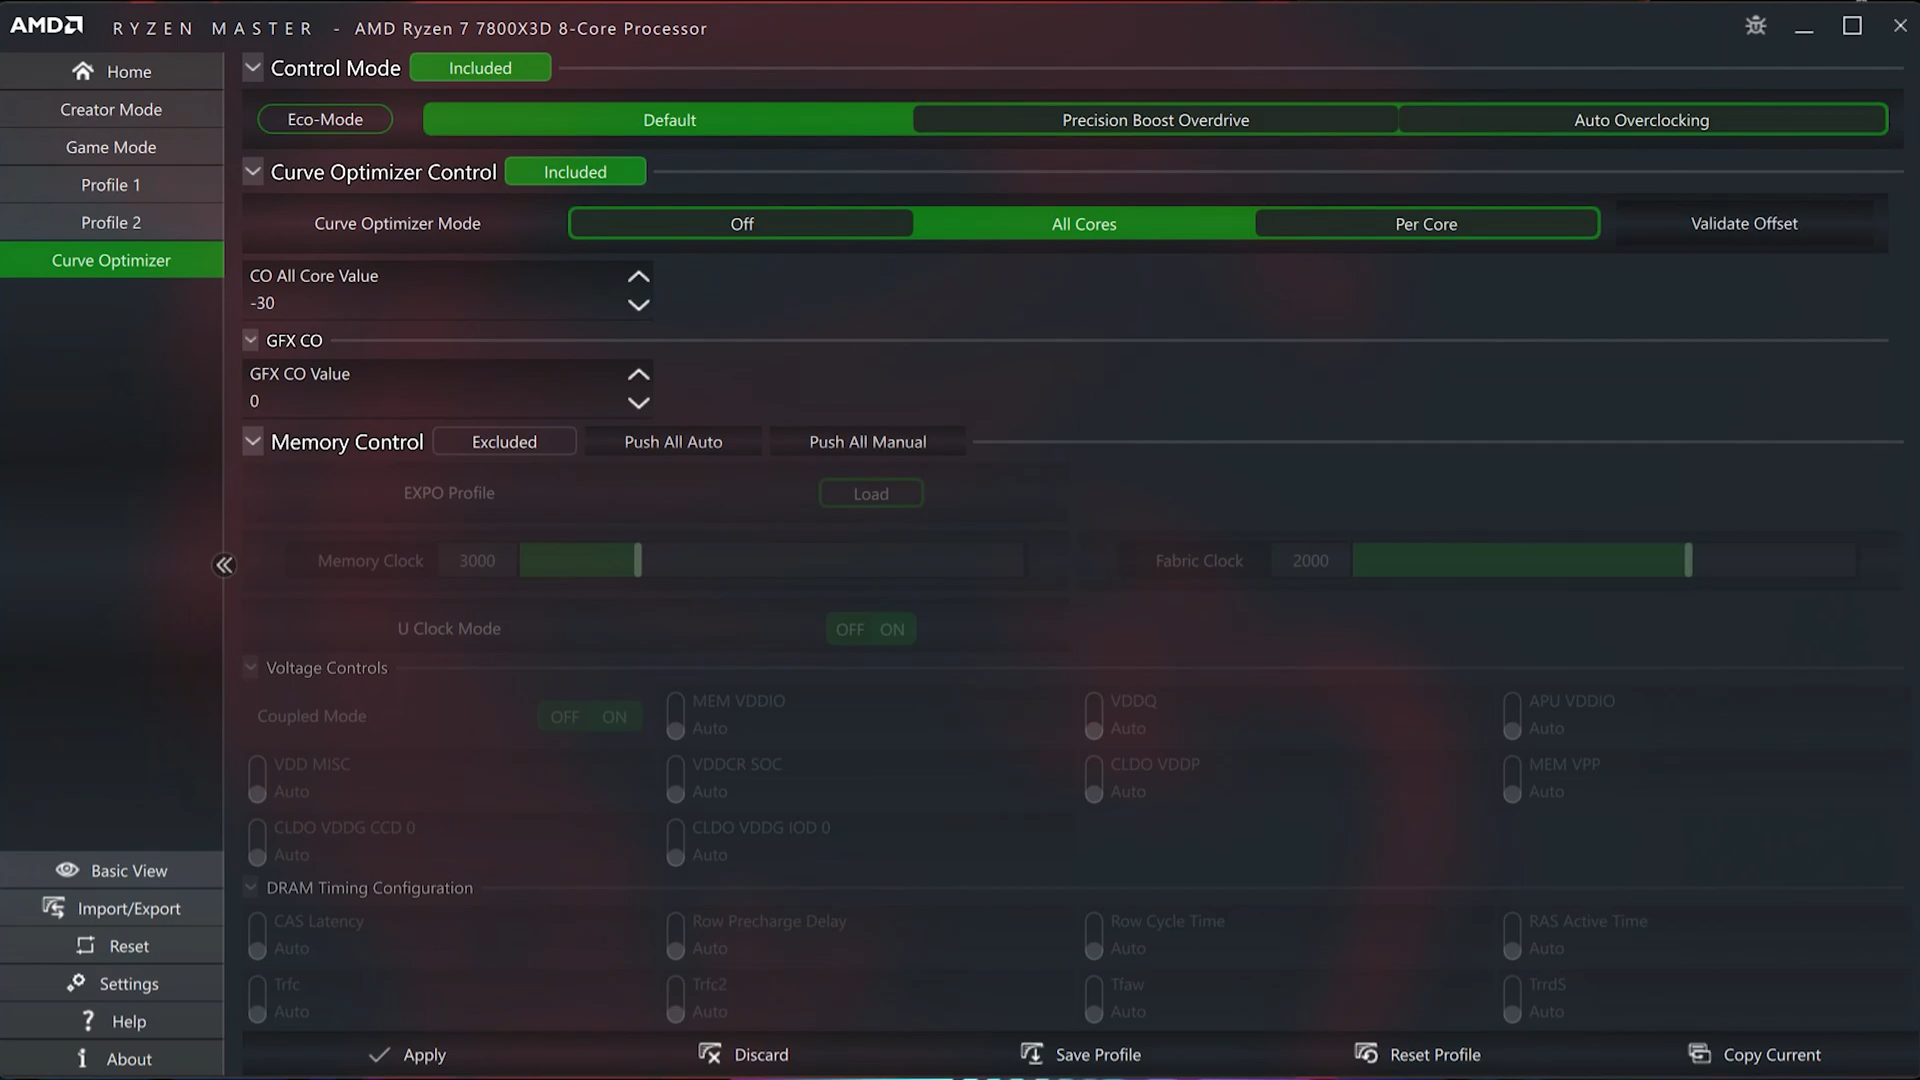 AMD RYZEN MASTER - AMD Ryzen 7 7800X3D 8-Core Processor
Home
Creator Mode
Game Mode
Profile 1
Profile 2
Curve Optimizer
Basic View
Import/Export
Reset
Settings
Help
About
Control Mode Included
Eco-Mode Default Precision Boost Overdrive Auto Overclocking
Curve Optimizer Control Included
Curve Optimizer Mode Off All Cores Per Core Validate Offset
CO All Core Value
-30
GFX CO
GFX CO Value
0
Memory Control Excluded Push All Auto Push All Manual
EXPO Profile Load
Memory Clock 3000 Fabric Clock 2000
U Clock Mode OFF ON
Voltage Controls
Coupled Mode OFF ON
MEM VDDIO
Auto
VDDQ
Auto
APU VDDIO
Auto
VDD MISC
Auto
VDDCR SOC
Auto
CLDO VDDP
Auto
MEM VPP
Auto
CLDO VDDG CCD 0
Auto
CLDO VDDG IOD 0
Auto
DRAM Timing Configuration
CAS Latency
Auto
Row Precharge Delay
Auto
Row Cycle Time
Auto
RAS Active Time
Auto
Trfc
Auto
Trfc2
Auto
Tfaw
Auto
TrrdS
Auto
Apply Discard Save Profile Reset Profile Copy Current